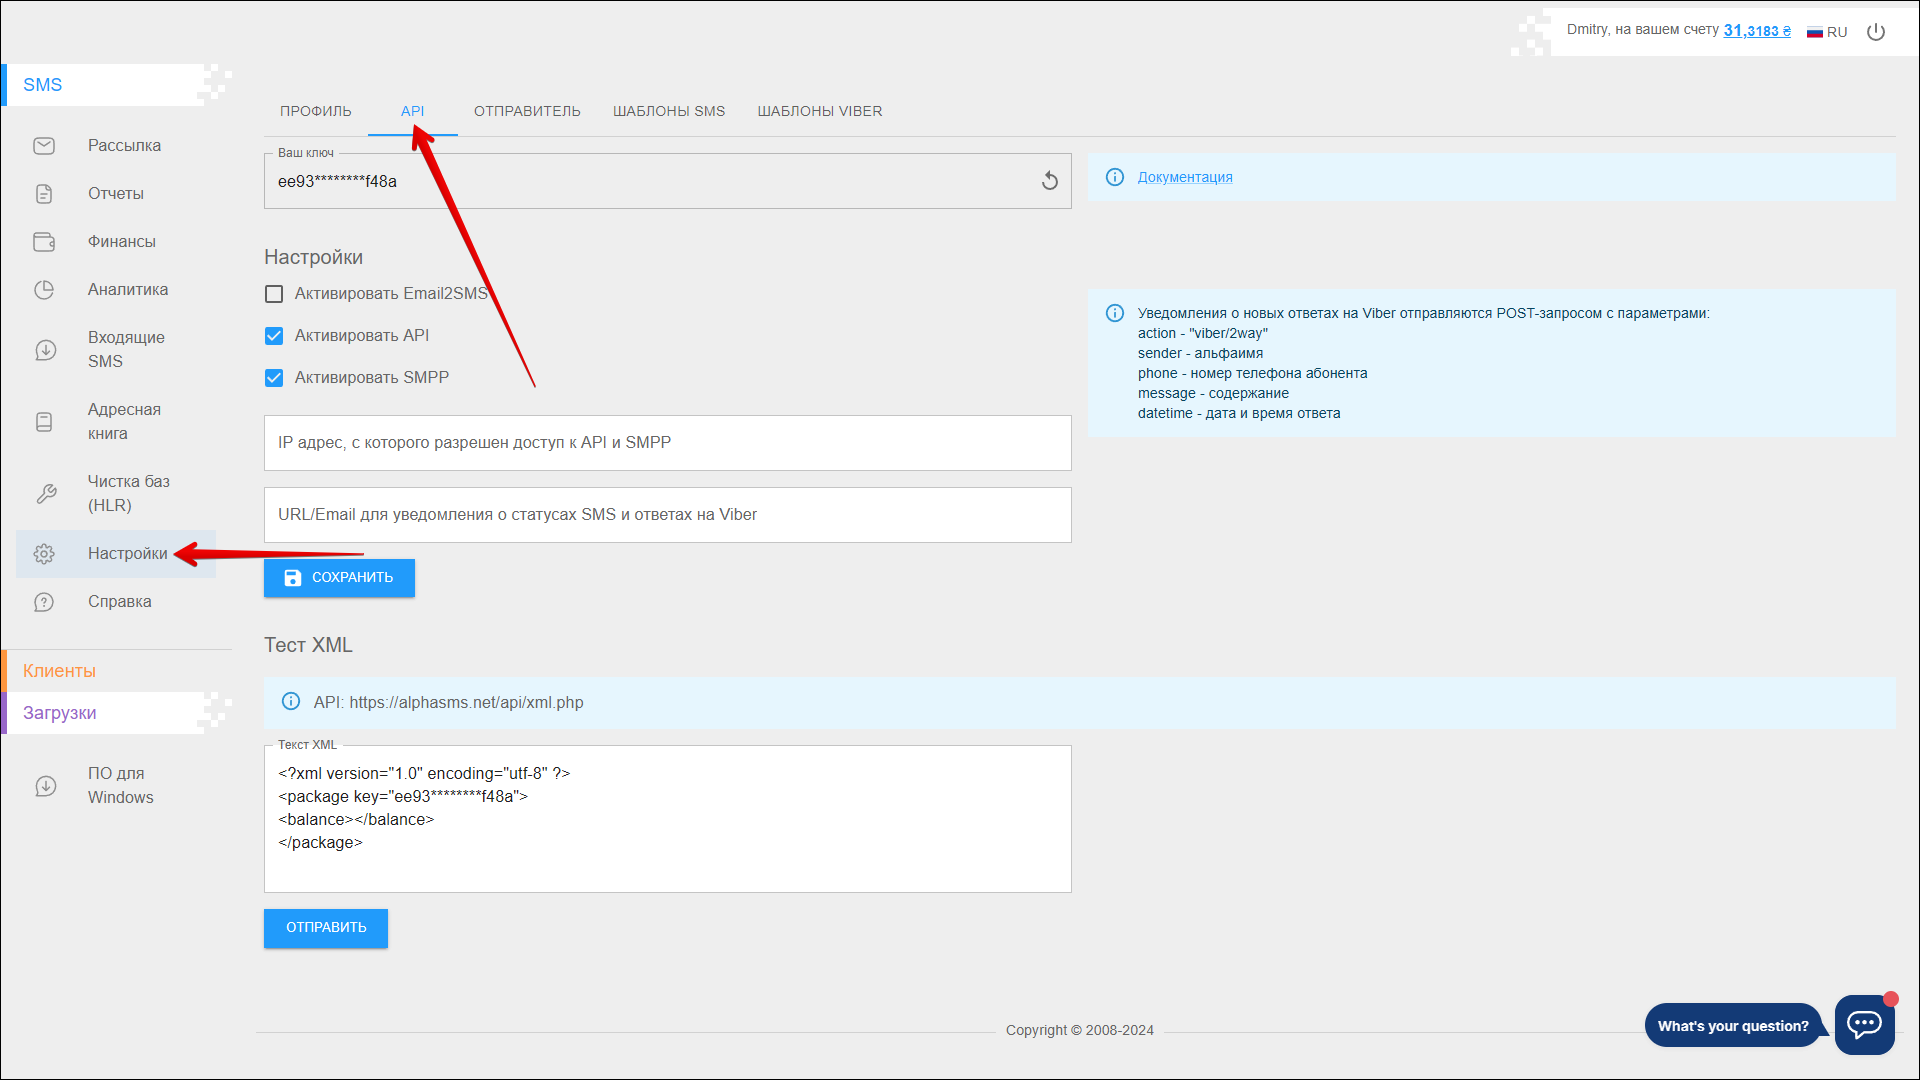 Dmitry, на вашем счету 31,3183 ₴ RU
SMS
Рассылка
Отчеты
Финансы
Аналитика
Входящие
SMS
Адресная
книга
Чистка баз
(HLR)
Настройки
Справка
Клиенты
Загрузки
ПО для
Windows
ПРОФИЛЬ API ОТПРАВИТЕЛЬ ШАБЛОНЫ SMS ШАБЛОНЫ VIBER
Ваш ключ
ee93********f48a
Документация
Настройки
Активировать Email2SMS
Активировать API
Активировать SMPP
Уведомления о новых ответах на Viber отправляются POST-запросом с параметрами:
action - "viber/2way"
sender - альфаимя
phone - номер телефона абонента
message - содержание
datetime - дата и время ответа
IP адрес, с которого разрешен доступ к API и SMPP
URL/Email для уведомления о статусах SMS и ответах на Viber
СОХРАНИТЬ
Тест XML
API: https://alphasms.net/api/xml.php
Текст XML
<?xml version="1.0" encoding="utf-8" ?>
<package key="ee93********f48a">
<balance></balance>
</package>
ОТПРАВИТЬ
Copyright © 2008-2024
What's your question?